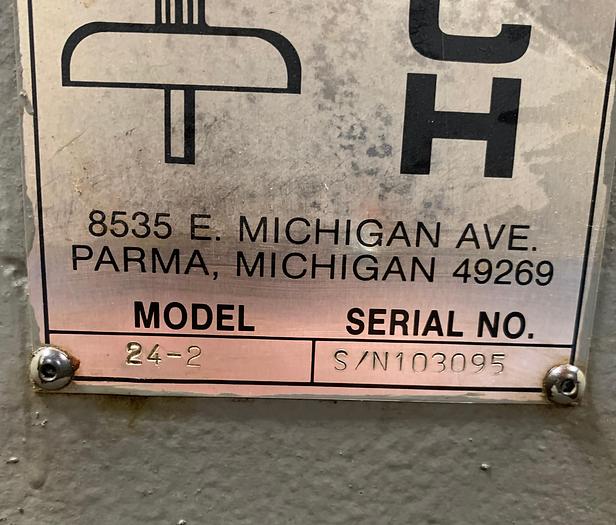 C
H
8535 E. MICHIGAN AVE.
PARMA, MICHIGAN 49269
MODEL SERIAL NO.
24-2 S/N103095